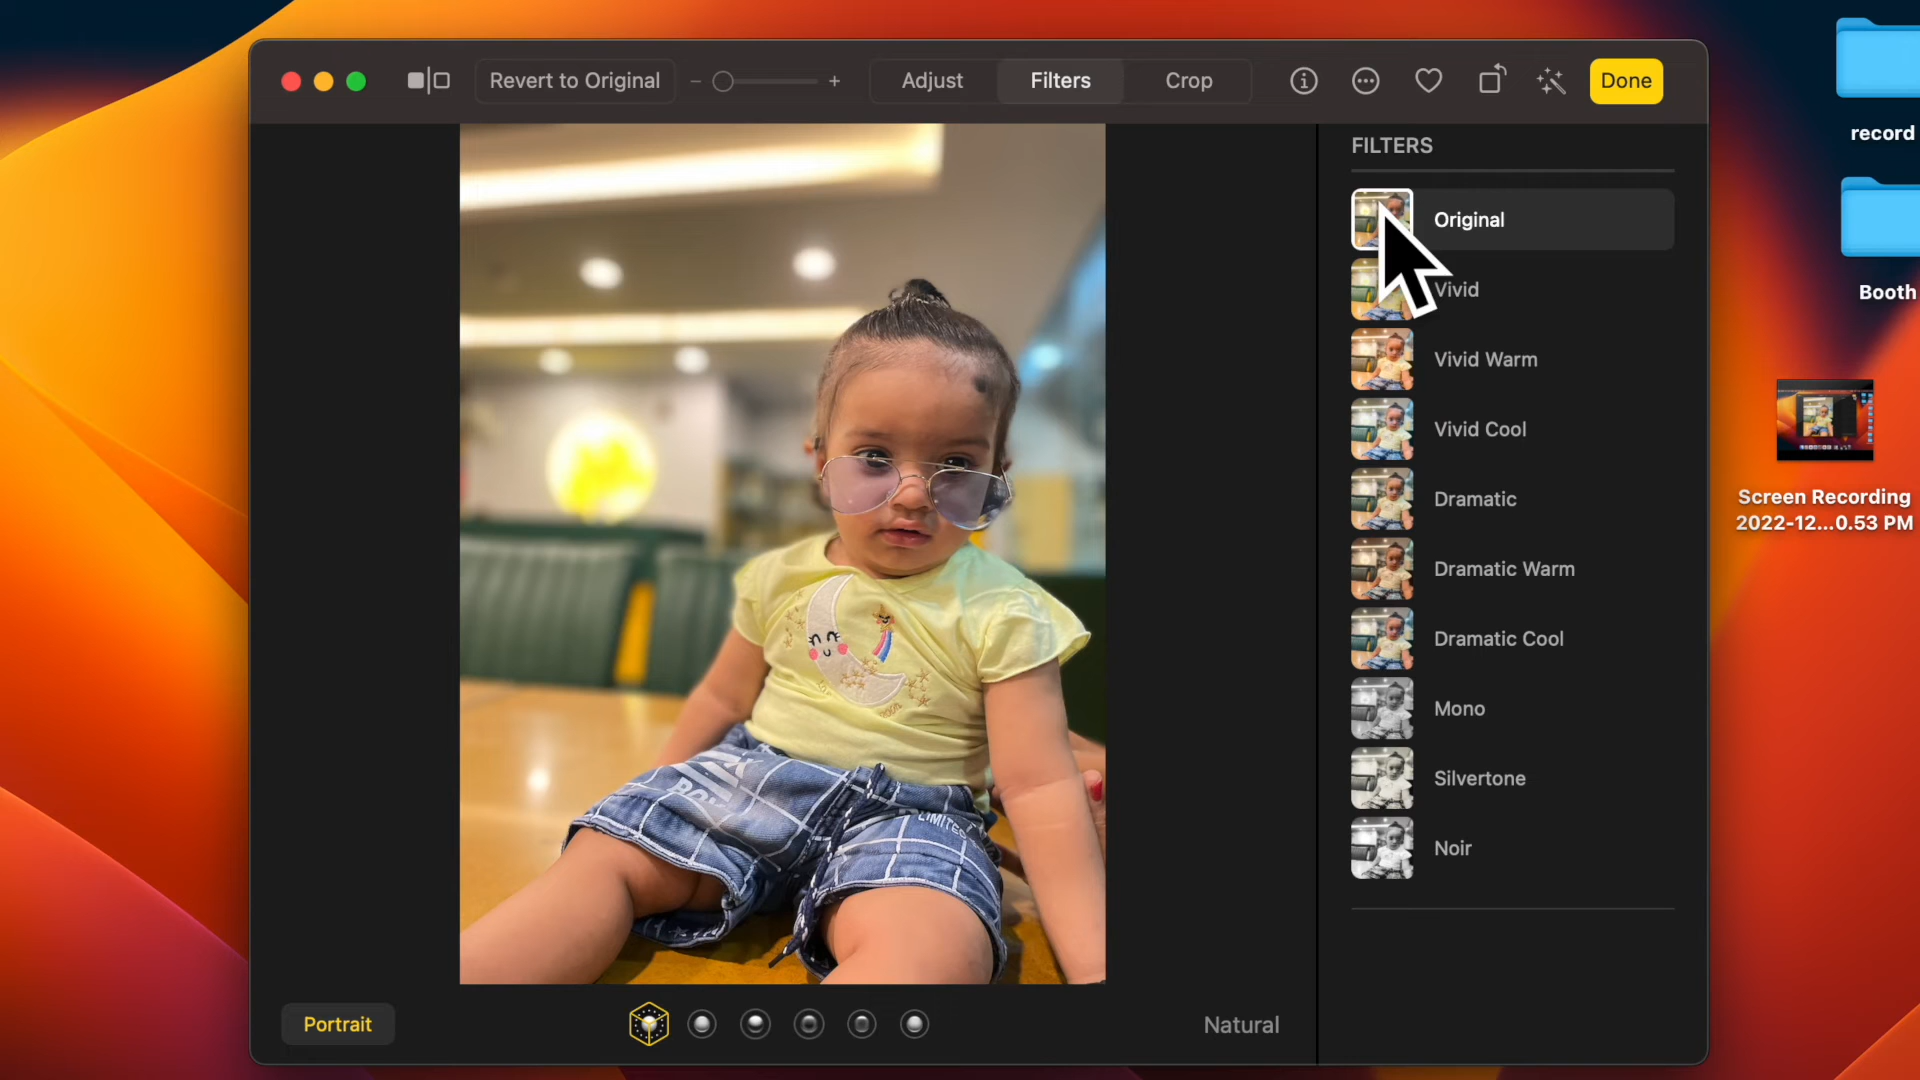 Revert to Original
Adjust
Filters
Crop
Done
FILTERS
Original
Vivid
Vivid Warm
Vivid Cool
Dramatic
Dramatic Warm
Dramatic Cool
Mono
Silvertone
Noir
Portrait
Natural
record
Booth
Screen Recording
2022-12...0.53 PM
LIMITE